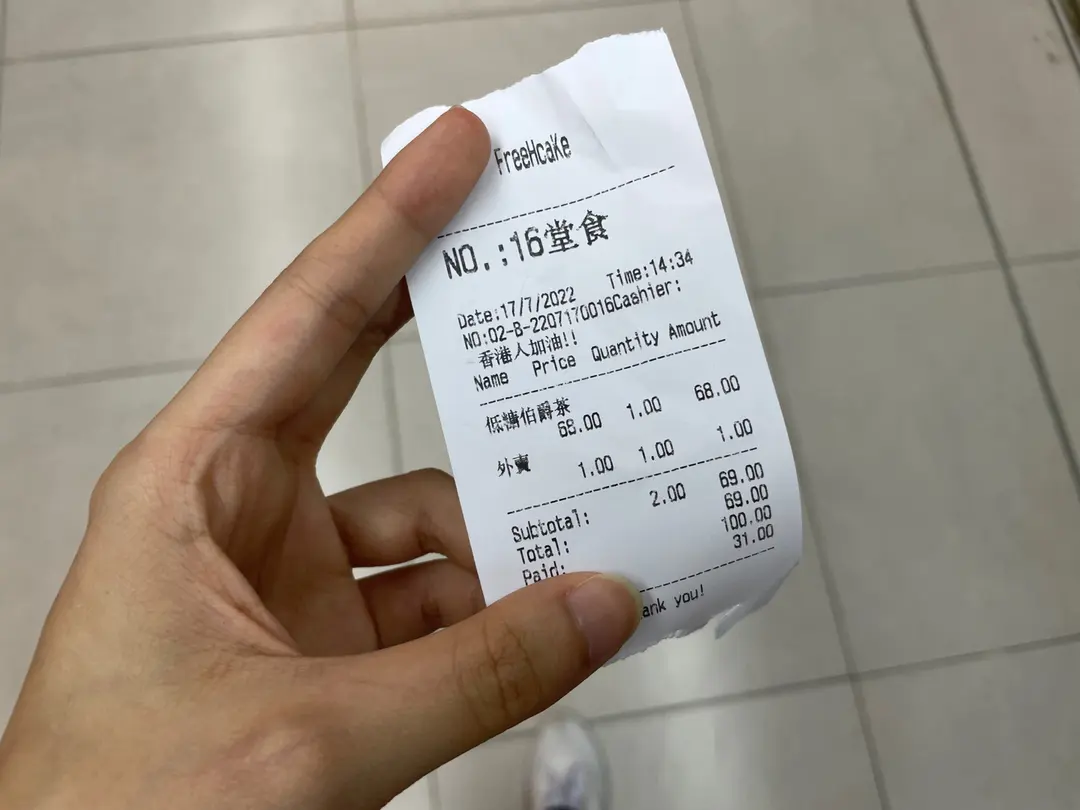 FreeHcaKe
NO.:16堂食
Date:17/7/2022 Time:14:34
NO:02-B-2207170016Cashier:
香港人加油!!
Name Price Quantity Amount
低糖伯爵茶
68.00 1.00 68.00
外賣 1.00 1.00 1.00
Subtotal: 2.00 69.00
Total: 69.00
Paid: 100.00
31.00
ank you!